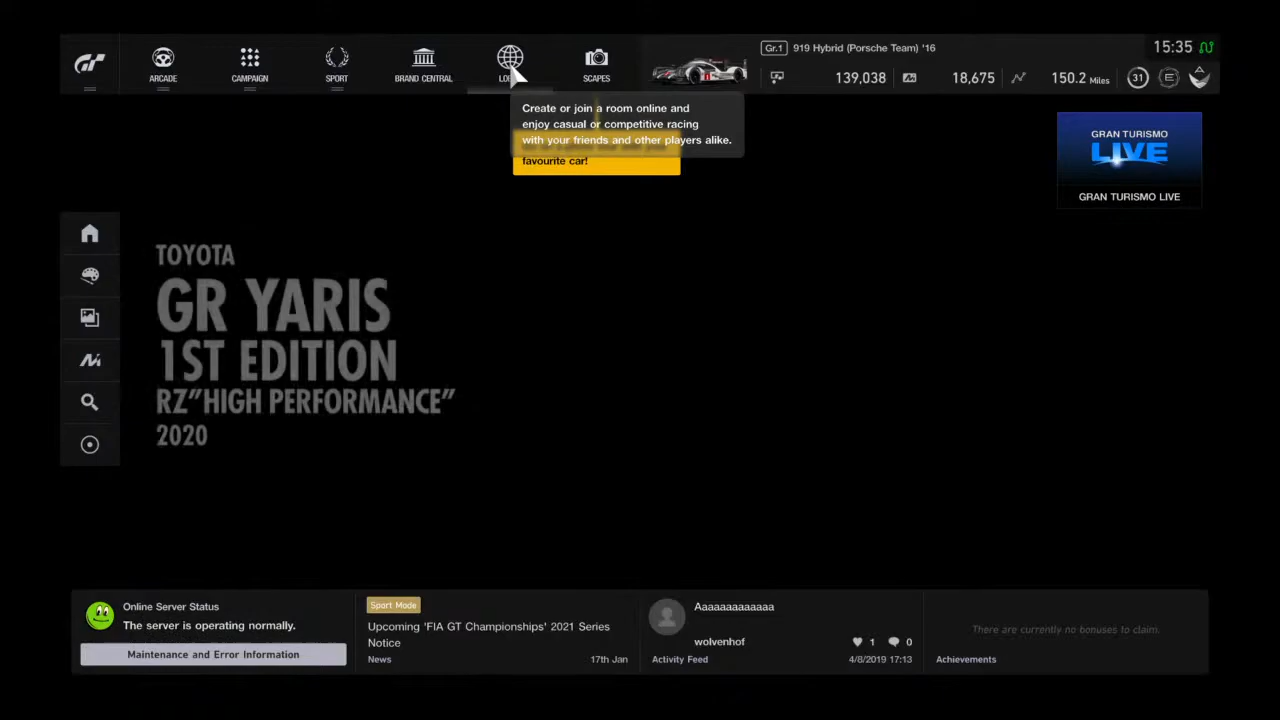 ARCADE
CAMPAIGN
SPORT
BRAND CENTRAL
SCAPES
Gr.1 919 Hybrid (Porsche Team) '16
15:35
139,038
18,675
150.2 Miles
31
E
Create or join a room online and
enjoy casual or competitive racing
with your friends and other players alike.
favourite car!
GRAN TURISMO
LIVE
GRAN TURISMO LIVE
TOYOTA
GR YARIS
1ST EDITION
RZ"HIGH PERFORMANCE"
2020
Online Server Status
The server is operating normally.
Maintenance and Error Information
Sport Mode
Upcoming 'FIA GT Championships' 2021 Series
Notice
News 17th Jan
Aaaaaaaaaaaaa
wolvenhof 1 0
Activity Feed 4/8/2019 17:13
There are currently no bonuses to claim.
Achievements